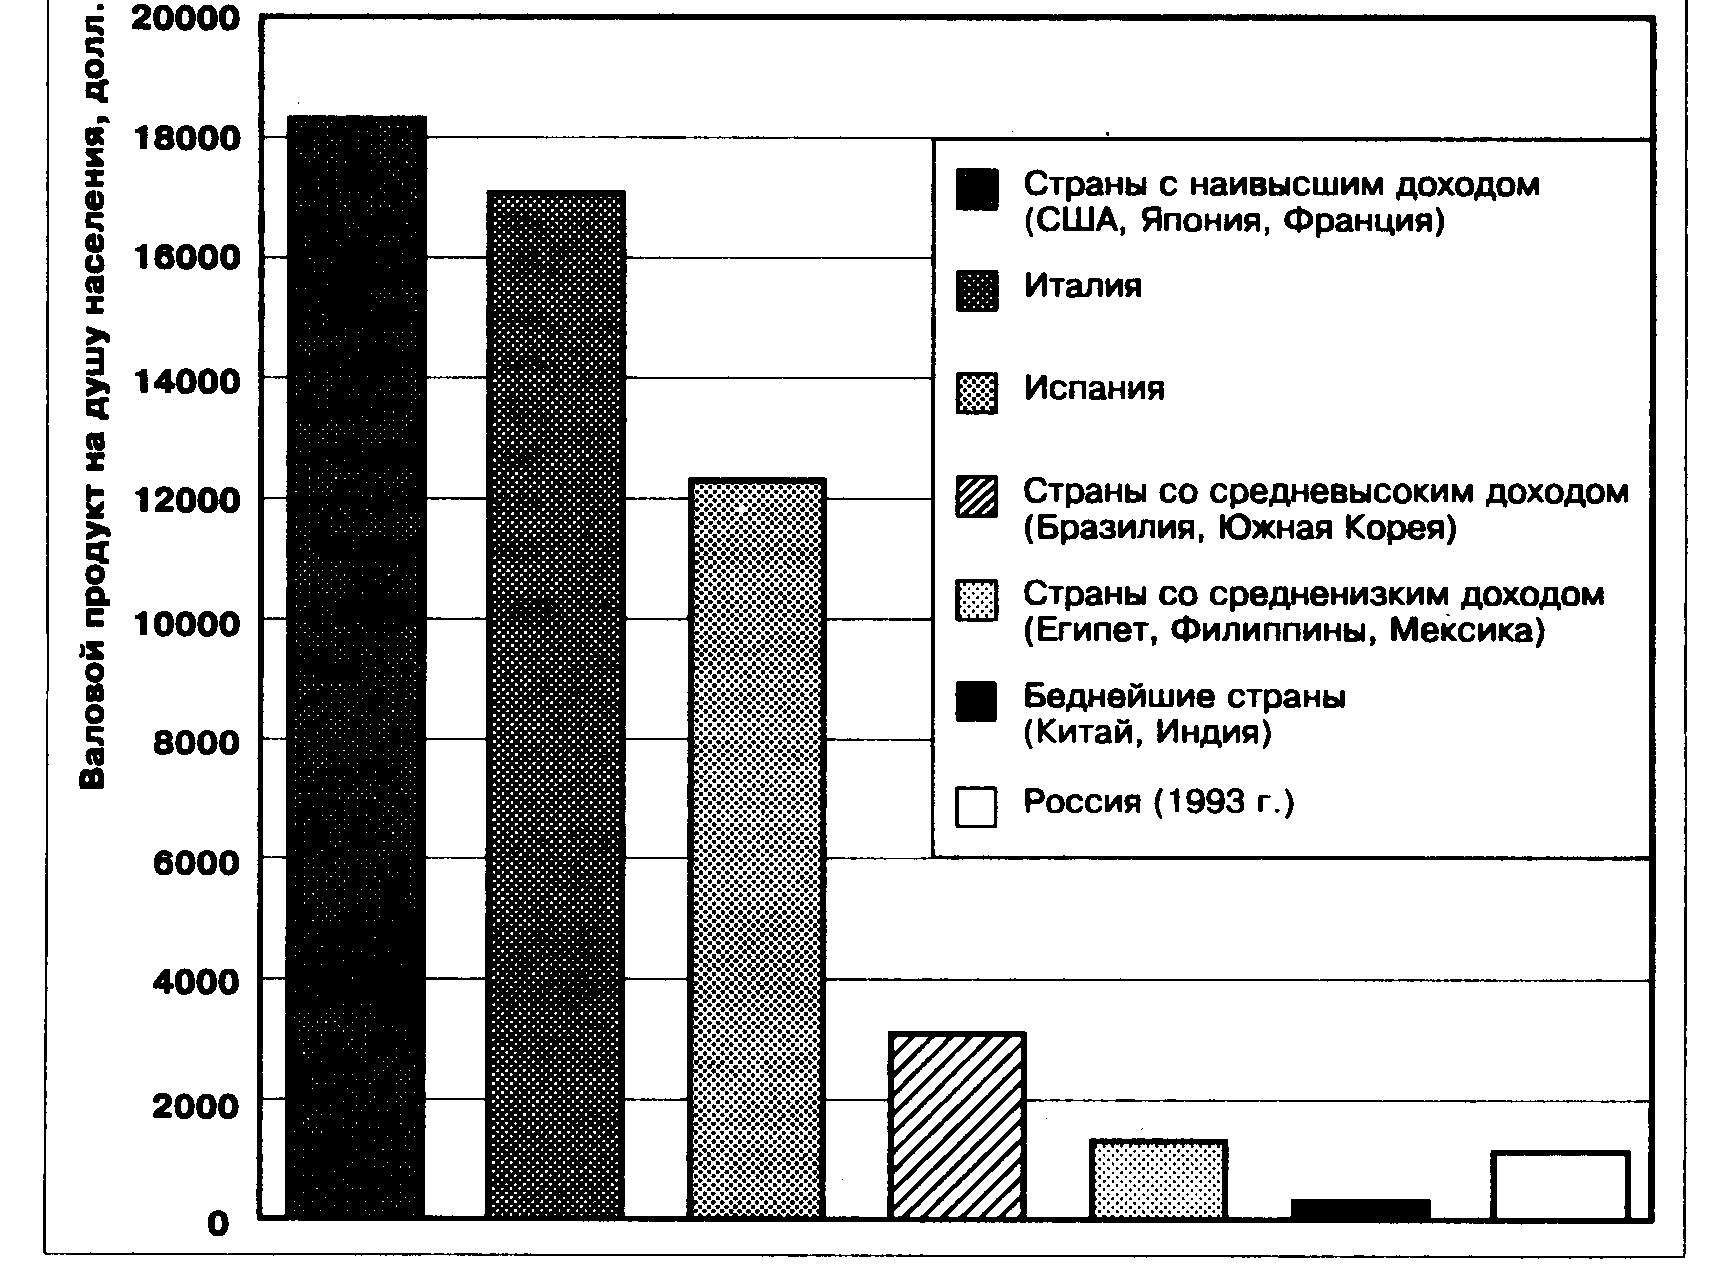 Валовой продукт на душу населения, долл.
20000
18000
16000
14000
12000
10000
8000
6000
4000
2000
0
Страны с наивысшим доходом
(США, Япония, Франция)
Италия
Испания
Страны со средневысоким доходом
(Бразилия, Южная Корея)
Страны со средненизким доходом
(Египет, Филиппины, Мексика)
Беднейшие страны
(Китай, Индия)
Россия (1993 г.)